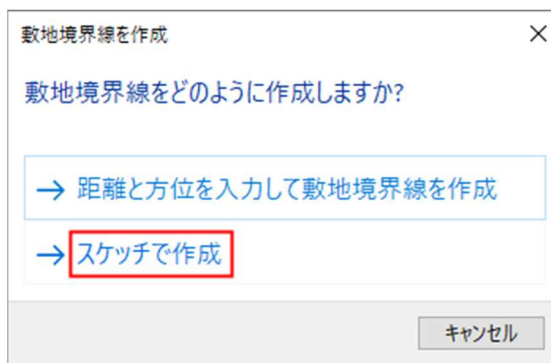 敷地境界線を作成
敷地境界線をどのように作成しますか?
→ 距離と方位を入力して敷地境界線を作成
→ スケッチで作成
キャンセル